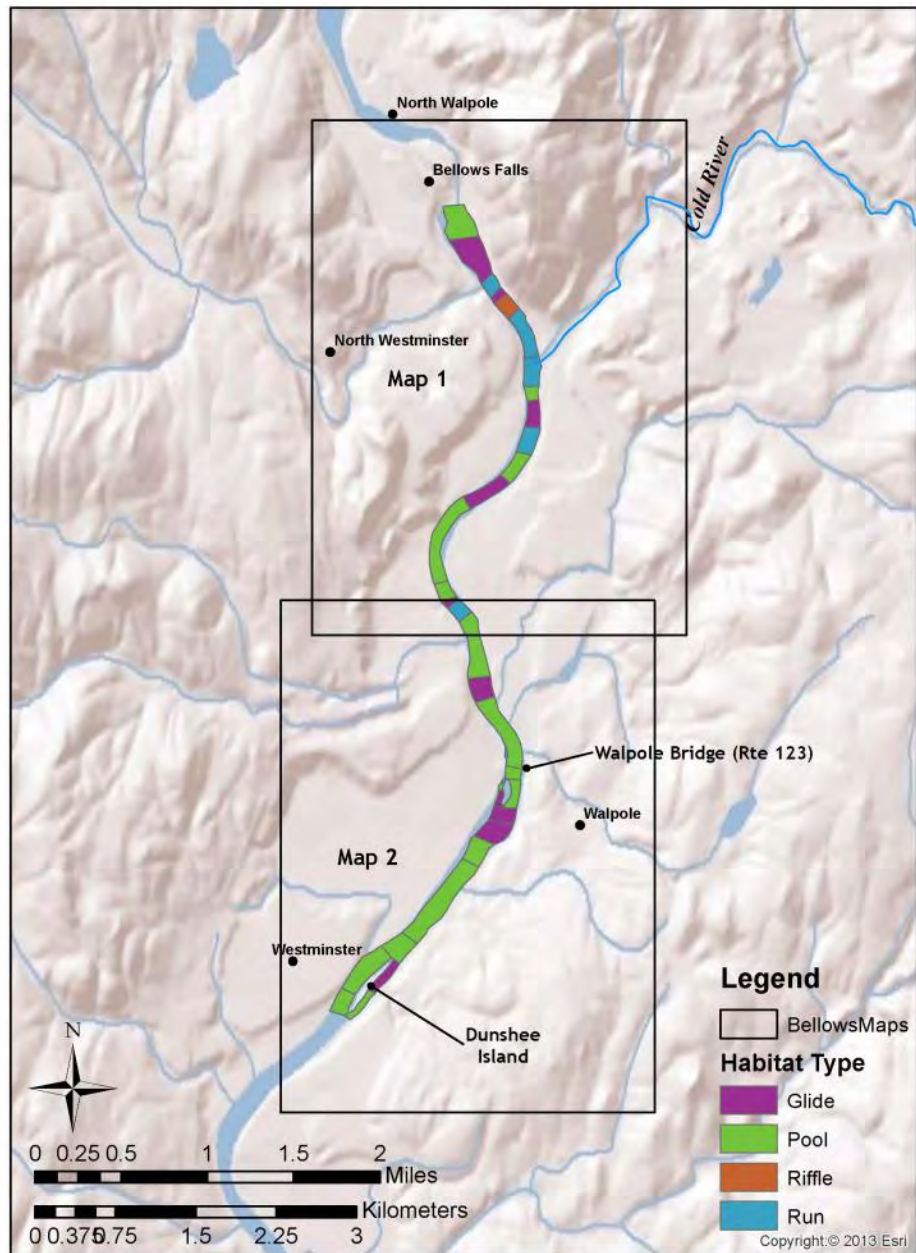 North Walpole
Bellows Falls
Cold River
North Westminster
Map 1
Walpole Bridge (Rte 123)
Walpole
Map 2
Westminster
Dunshee
Island
N
Legend
BellowsMaps
Habitat Type
Glide
Pool
Riffle
Run
0 0.25 0.5 1 1.5 2
Miles
Kilometers
0 0.375 0.75 1.5 2.25 3
Copyright:© 2013 Esri